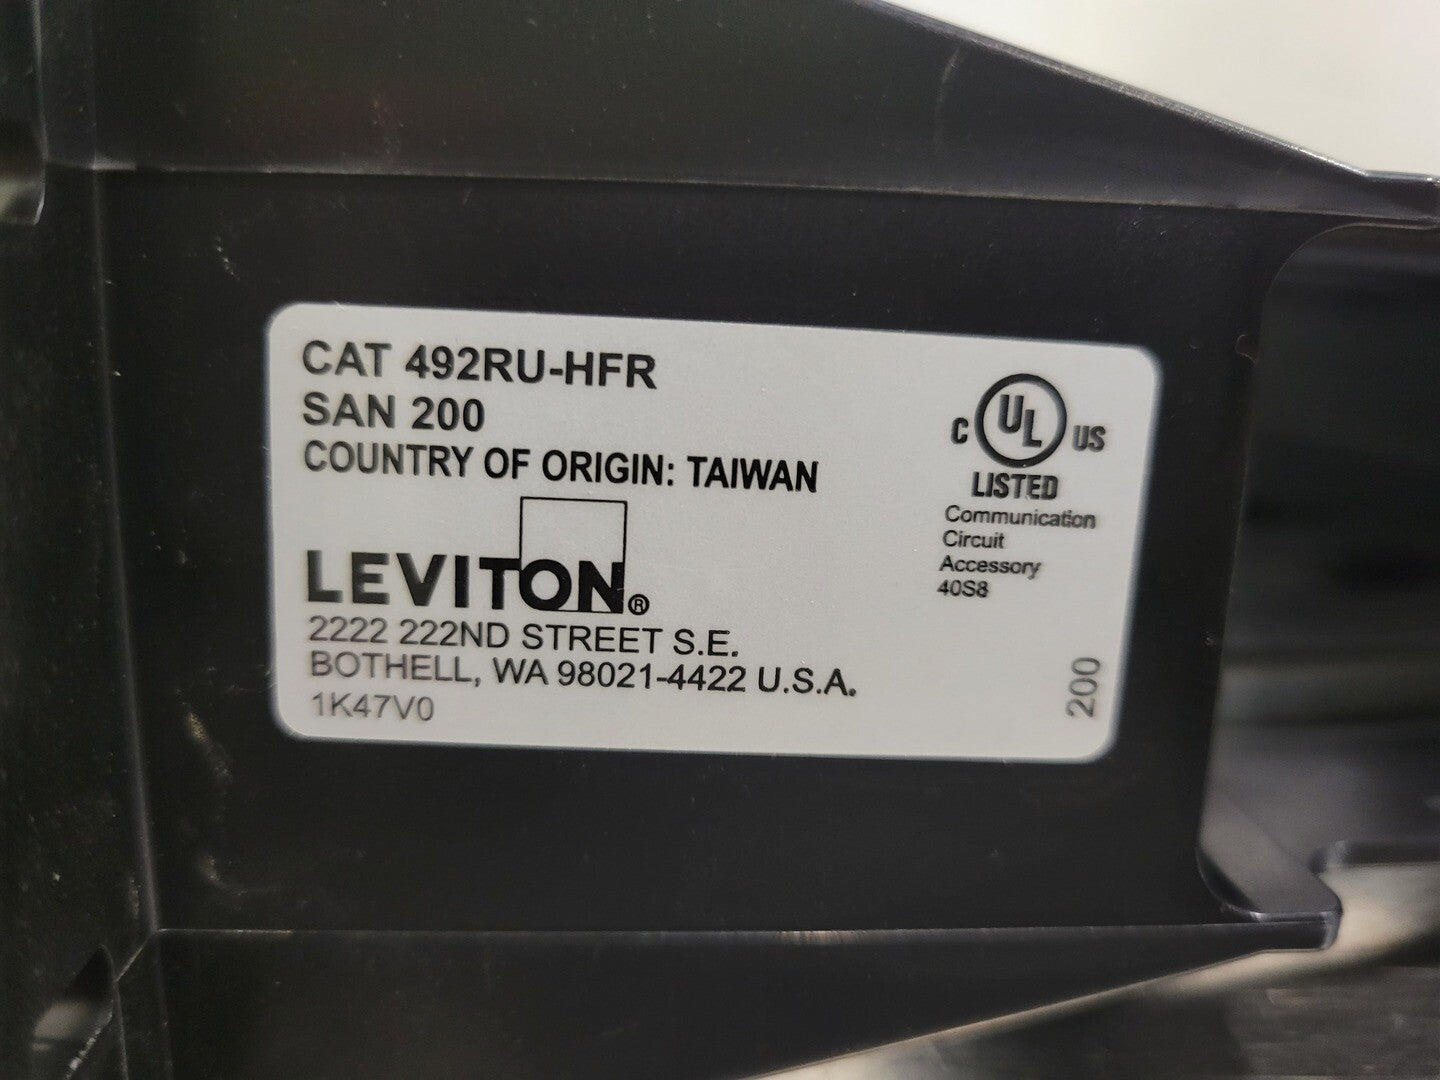 CAT 492RU-HFR
SAN 200
COUNTRY OF ORIGIN: TAIWAN
LEVITON®
2222 222ND STREET S.E.
BOTHELL, WA 98021-4422 U.S.A.
1K47V0
C UL US
LISTED
Communication
Circuit
Accessory
40S8
200